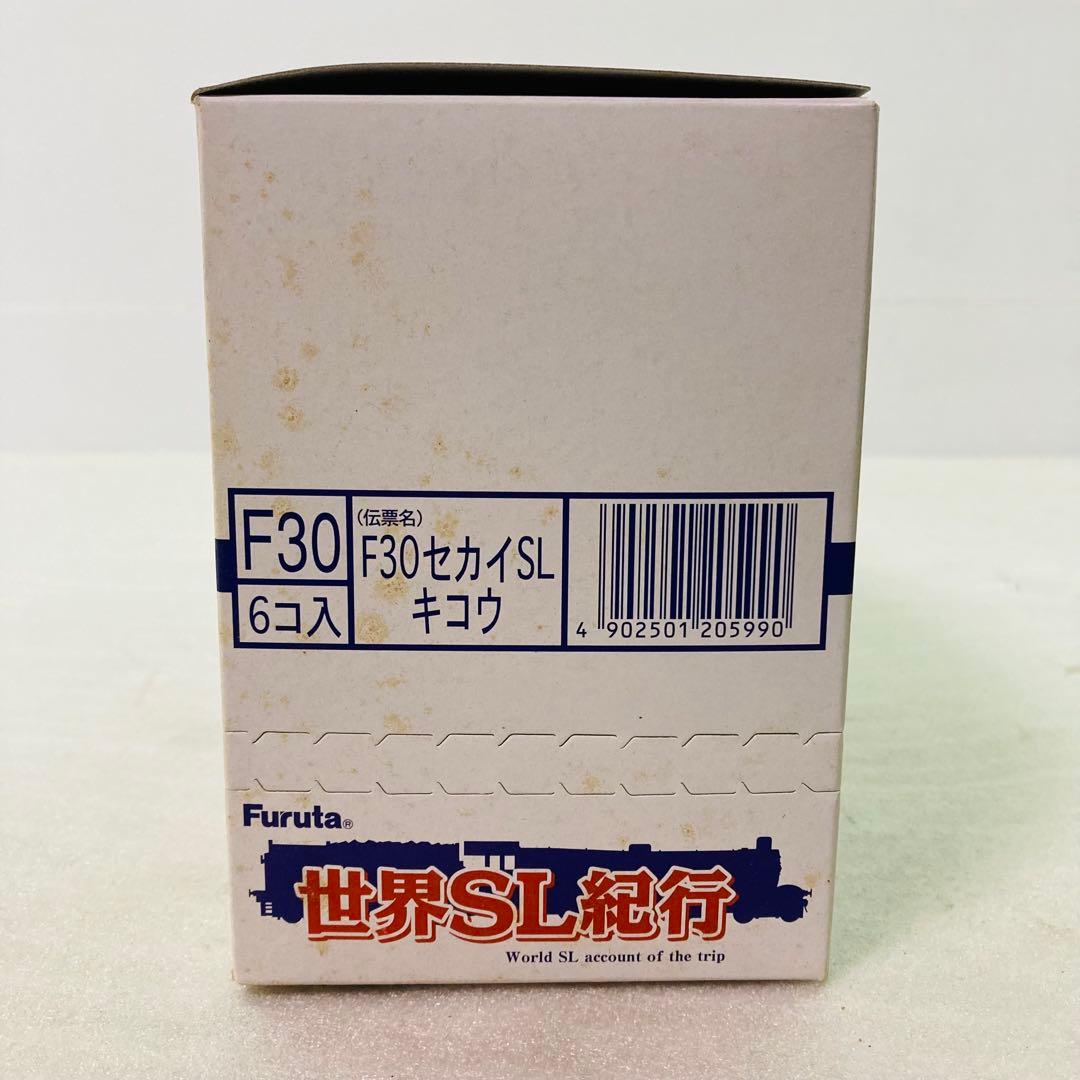 F30
6コ入
(伝票名)
F30セカイSL
キコウ
4 902501 205990
Furuta®
世界SL紀行
World SL account of the trip